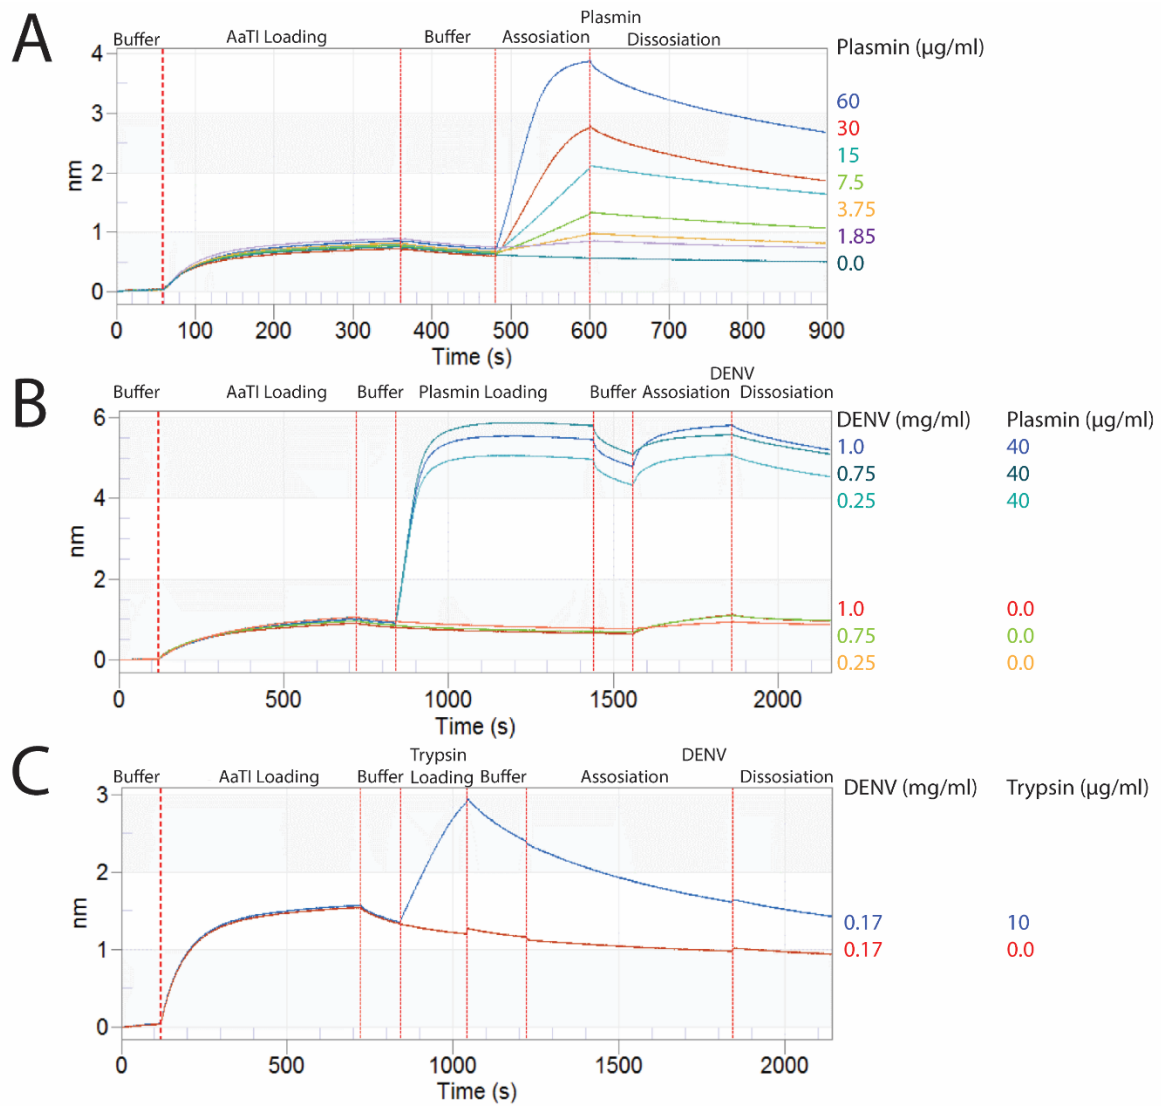 A
Plasmin
Buffer AaTI Loading Buffer Assosiation Dissosiation
Plasmin (µg/ml)
4
3
2
1
0
nm
60
30
15
7.5
3.75
1.85
0.0
0 100 200 300 400 500 600 700 800 900
Time (s)
B
DENV
Buffer AaTI Loading Buffer Plasmin Loading Buffer Assosiation Dissosiation
DENV (mg/ml) Plasmin (µg/ml)
6
4
2
0
nm
1.0 40
0.75 40
0.25 40
1.0 0.0
0.75 0.0
0.25 0.0
0 500 1000 1500 2000
Time (s)
C
Trypsin DENV
Buffer AaTI Loading Buffer Loading Buffer Assosiation Dissosiation
DENV (mg/ml) Trypsin (µg/ml)
3
2
1
0
nm
0.17 10
0.17 0.0
0 500 1000 1500 2000
Time (s)